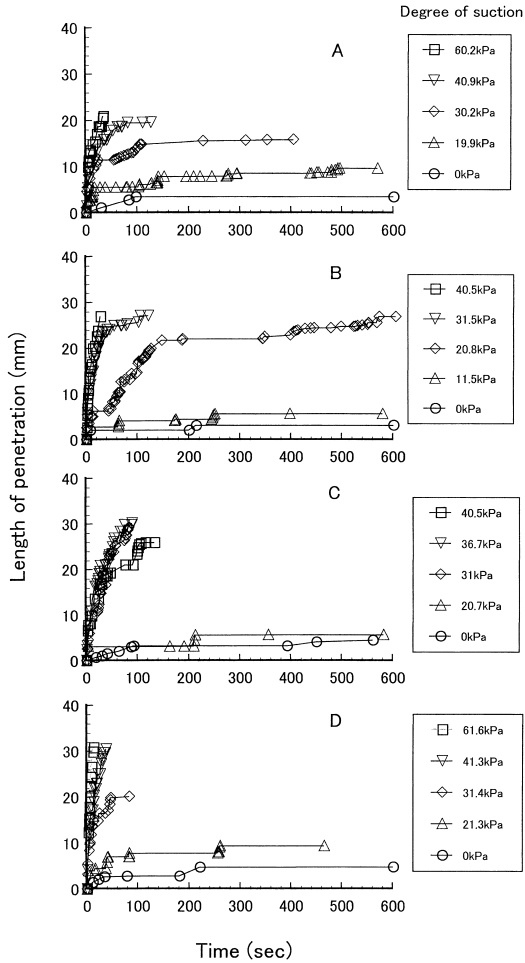 Degree of suction
A
60.2kPa
40.9kPa
30.2kPa
19.9kPa
0kPa
40
30
20
10
0
0 100 200 300 400 500 600
B
40.5kPa
31.5kPa
20.8kPa
11.5kPa
0kPa
40
30
20
10
0
0 100 200 300 400 500 600
C
40.5kPa
36.7kPa
31kPa
20.7kPa
0kPa
40
30
20
10
0
0 100 200 300 400 500 600
D
61.6kPa
41.3kPa
31.4kPa
21.3kPa
0kPa
40
30
20
10
0
0 100 200 300 400 500 600
Length of penetration (mm)
Time (sec)